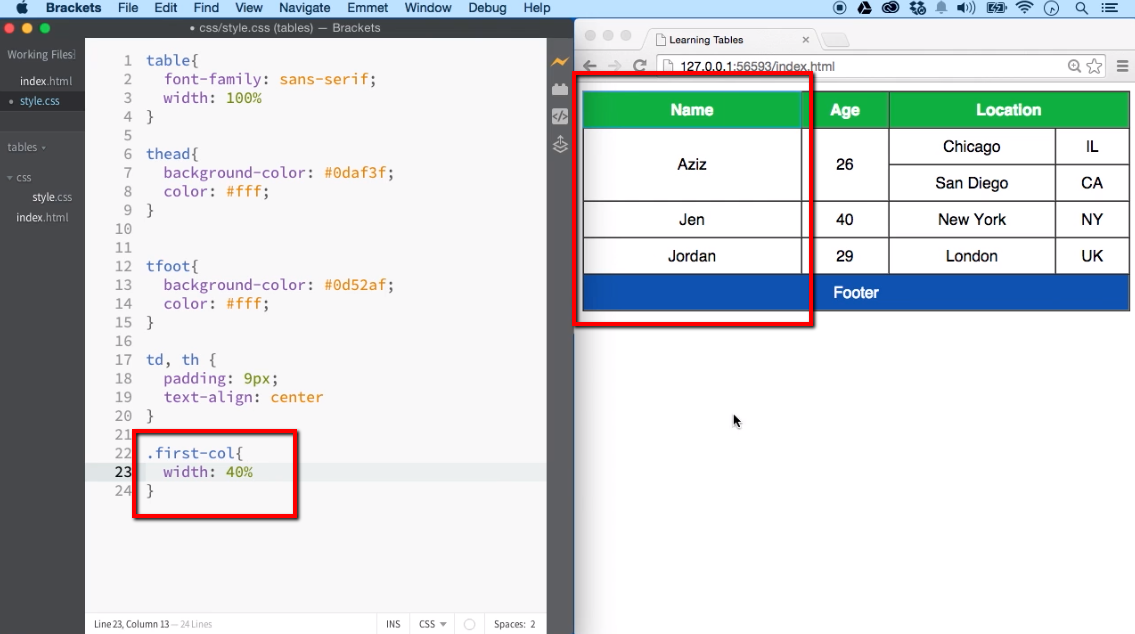 Brackets File Edit Find View Navigate Emmet Window Debug Help
• css/style.css (tables) — Brackets
Working Files
index.html
• style.css
tables
css
style.css
index.html
1 table{
2 font-family: sans-serif;
3 width: 100%
4 }
5
6 thead{
7 background-color: #0daf3f;
8 color: #fff;
9 }
10
11
12 tfoot{
13 background-color: #0d52af;
14 color: #fff;
15 }
16
17 td, th {
18 padding: 9px;
19 text-align: center
20 }
21
22 .first-col{
23 width: 40%
24 }
Line 23, Column 13 — 24 Lines
INS CSS Spaces: 2
Learning Tables
127.0.0.1:56593/index.html
Name Age Location
Aziz 26 Chicago IL
San Diego CA
Jen 40 New York NY
Jordan 29 London UK
Footer